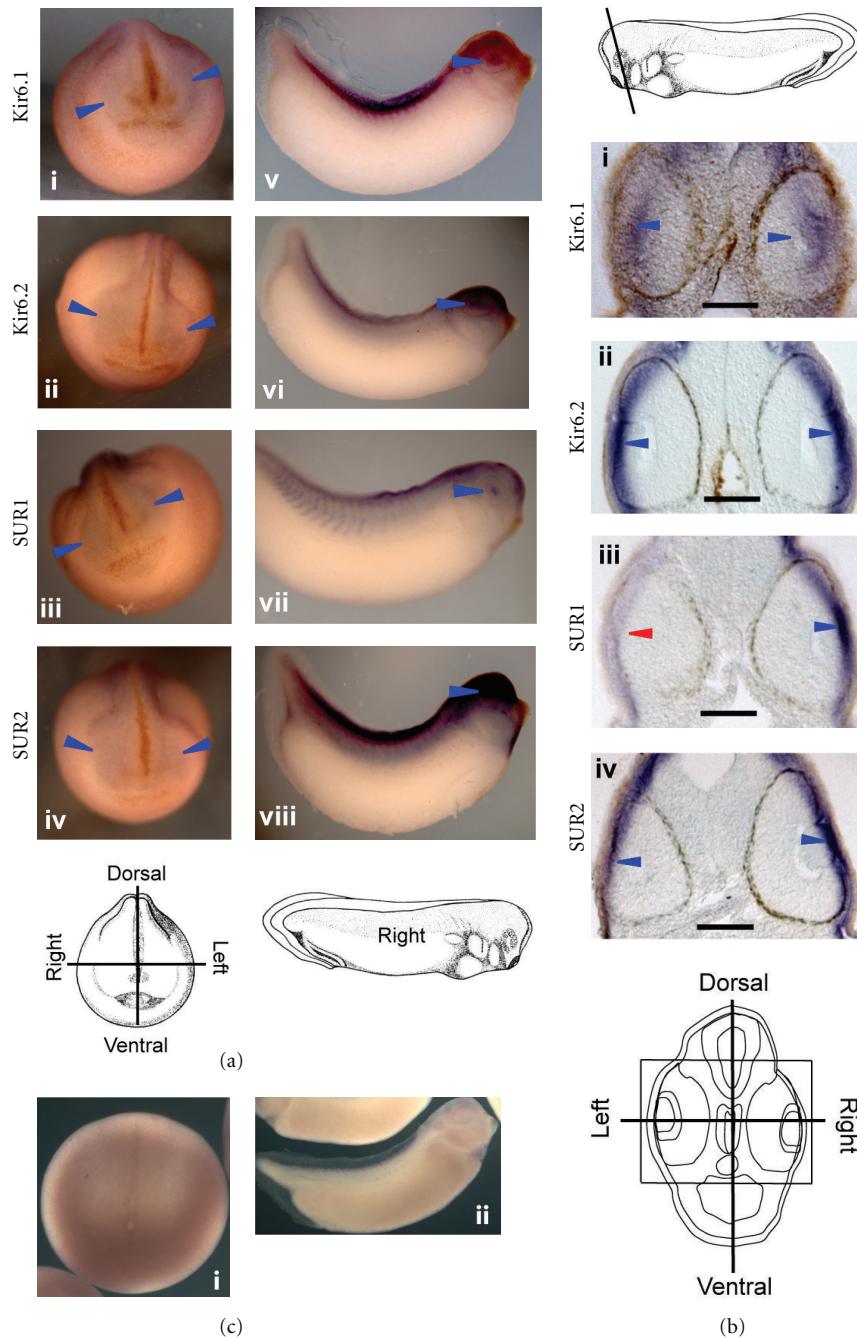 Kir6.1
i
v
Kir6.2
ii
vi
SUR1
iii
vii
SUR2
iv
viii
Dorsal
Right
Left
Ventral
Right
(a)
i
Kir6.1
ii
Kir6.2
iii
SUR1
iv
SUR2
Dorsal
Left
Right
Ventral
(b)
i
ii
(c)